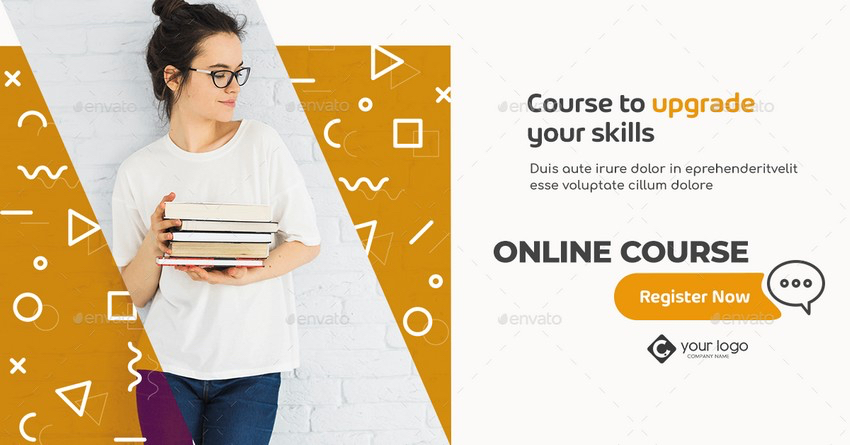 Course to upgrade
your skills
Duis aute irure dolor in eprehenderitvelit
esse voluptate cillum dolore
ONLINE COURSE
Register Now
your logo
COMPANY NAME
envato
envato
envato
envato
envato
envato
envato
envato